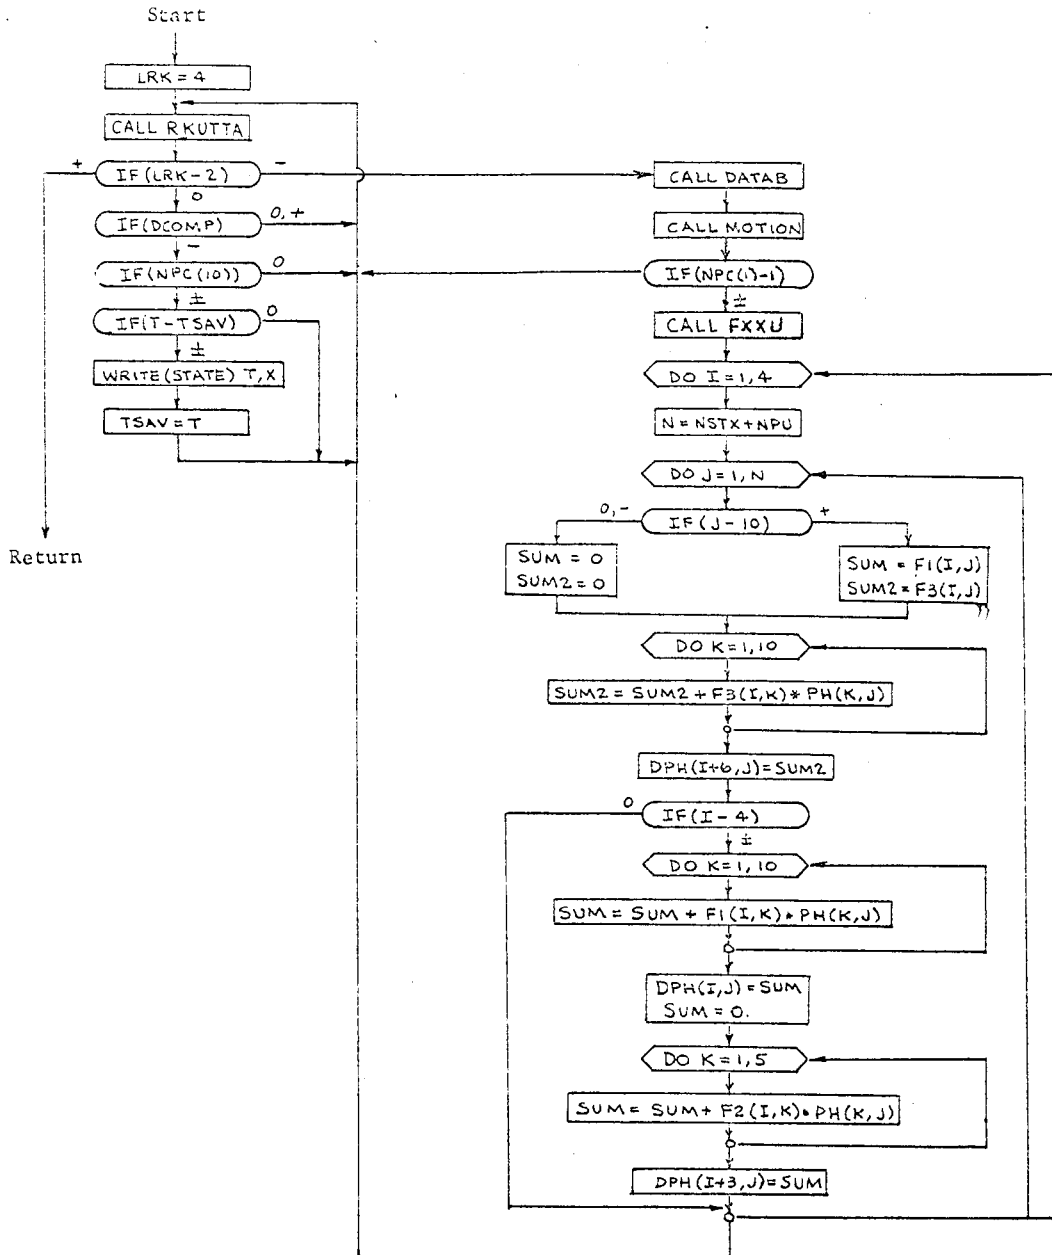 Start
LRK = 4
CALL RKUTTA
+
IF(LRK-2)
-
0
IF(DCOMP)
0,+
-
IF(NPC(10))
0
±
IF(T-TSAV)
0
±
WRITE(STATE) T,X
TSAV = T
Return
CALL DATAB
CALL MOTION
IF(NPC(1)-1)
±
CALL FXXU
DO I=1,4
N=NSTX+NPU
DO J=1,N
0,-
IF(J-10)
+
SUM = 0
SUM2=0
SUM = F1(I,J)
SUM2=F3(I,J)
DO K=1,10
SUM2 = SUM2 + F3(I,K)*PH(K,J)
DPH(I+6,J)=SUM2
0
IF(I-4)
±
DO K=1,10
SUM = SUM + F1(I,K)*PH(K,J)
DPH(I,J)=SUM
SUM = 0.
DO K=1,5
SUM = SUM+ F2(I,K)*PH(K,J)
DPH(I+3,J)=SUM